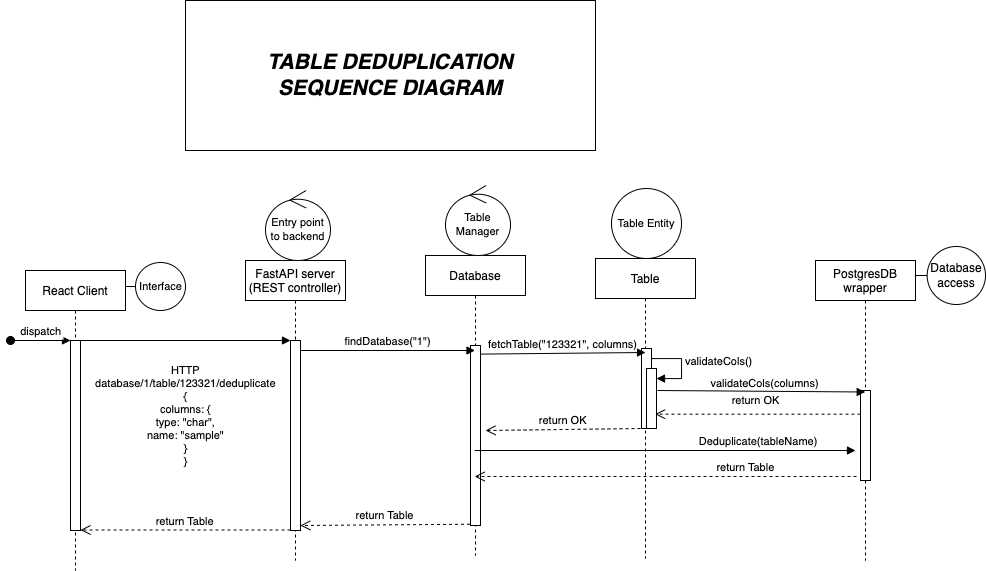 TABLE DEDUPLICATION
SEQUENCE DIAGRAM
Entry point
to backend
Table
Manager
Table Entity
React Client
Interface
FastAPI server
(REST controller)
Database
Table
PostgresDB
wrapper
Database
access
dispatch
findDatabase("1")
fetchTable("123321", columns)
validateCols()
HTTP
database/1/table/123321/deduplicate
{
columns: {
type: "char",
name: "sample"
}
}
validateCols(columns)
return OK
return OK
Deduplicate(tableName)
return Table
return Table
return Table